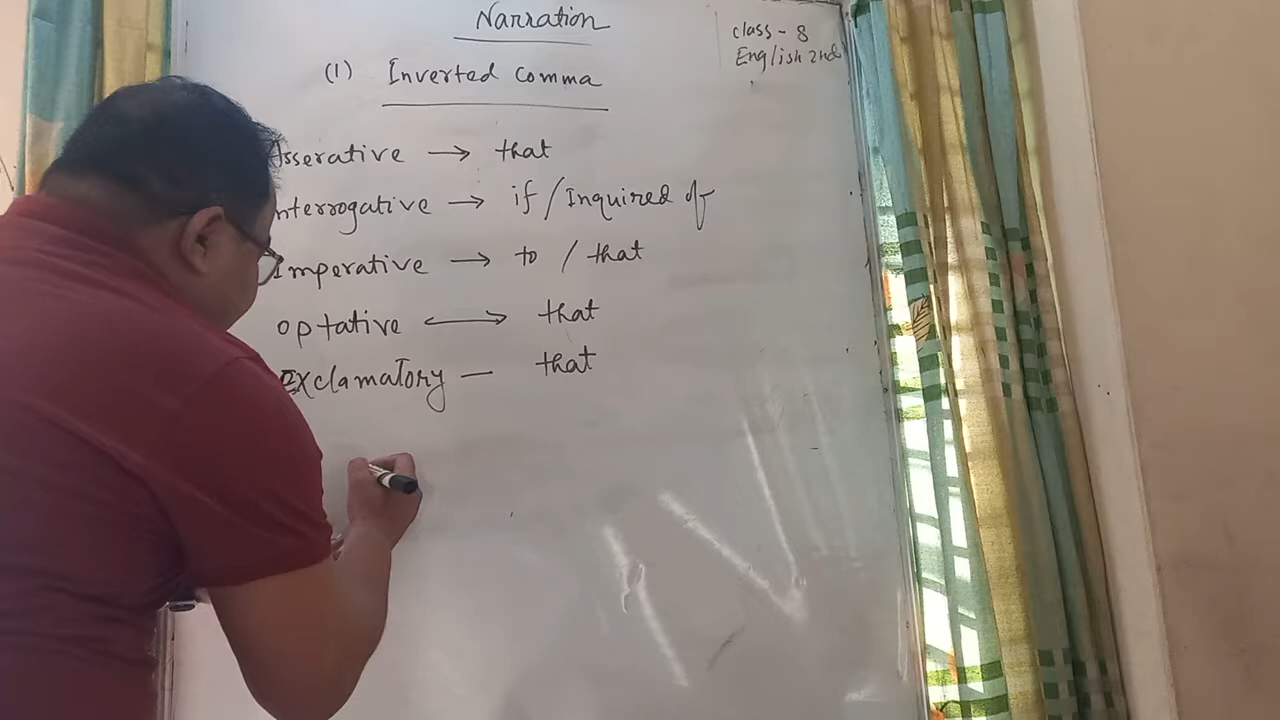 Narration
class - 8
English 2nd
(1) Inverted comma
Asserative → that
Interrogative → if / Inquired of
Imperative → to / that
optative ⟷ that
Exclamatory — that